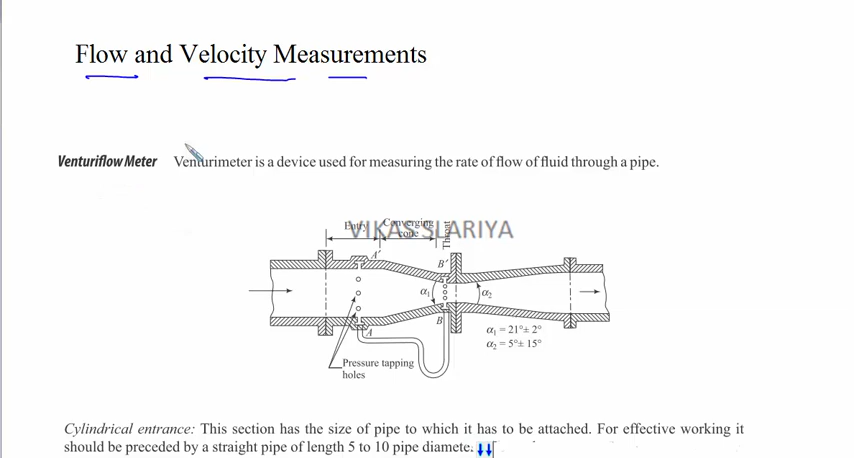 Flow and Velocity Measurements
Venturiflow Meter Venturimeter is a device used for measuring the rate of flow of fluid through a pipe.
Entry
Converging
cone
Throat
VIKAS SLARIYA
A′
B′
α1
α2
B
A
α1 = 21°± 2°
α2 = 5°± 15°
Pressure tapping
holes
Cylindrical entrance: This section has the size of pipe to which it has to be attached. For effective working it
should be preceded by a straight pipe of length 5 to 10 pipe